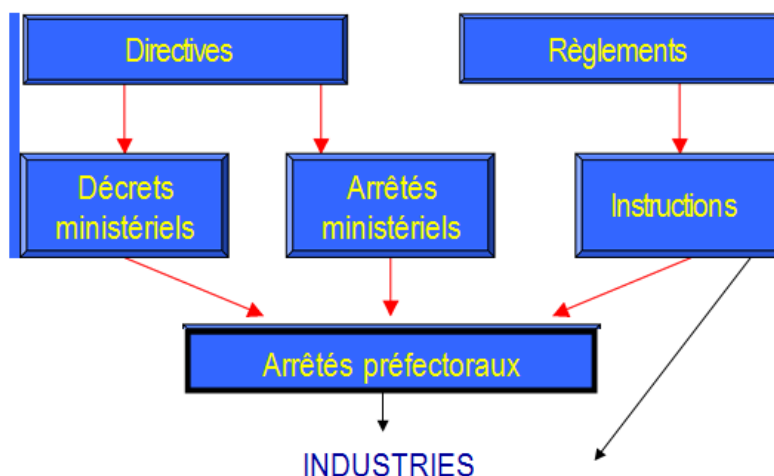 Directives
Règlements
Décrets
ministériels
Arrêtés
ministériels
Instructions
Arrêtés préfectoraux
INDUSTRIES